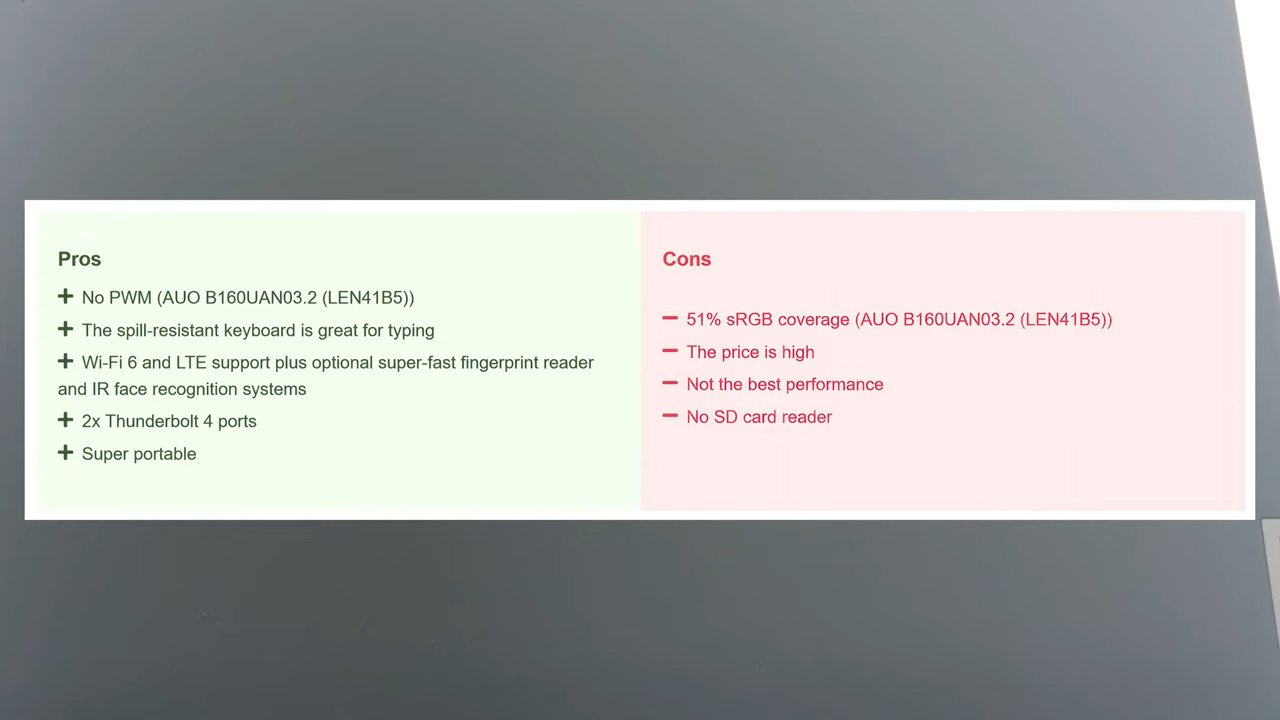 Pros
No PWM (AUO B160UAN03.2 (LEN41B5))
The spill-resistant keyboard is great for typing
Wi-Fi 6 and LTE support plus optional super-fast fingerprint reader
and IR face recognition systems
2x Thunderbolt 4 ports
Super portable
Cons
51% sRGB coverage (AUO B160UAN03.2 (LEN41B5))
The price is high
Not the best performance
No SD card reader